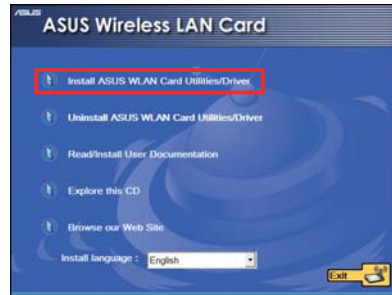 ASUS
ASUS Wireless LAN Card
Install ASUS WLAN Card Utilities/Driver
Uninstall ASUS WLAN Card Utilities/Driver
Read/Install User Documentation
Explore this CD
Browse our Web Site
Install language :
English
Exit